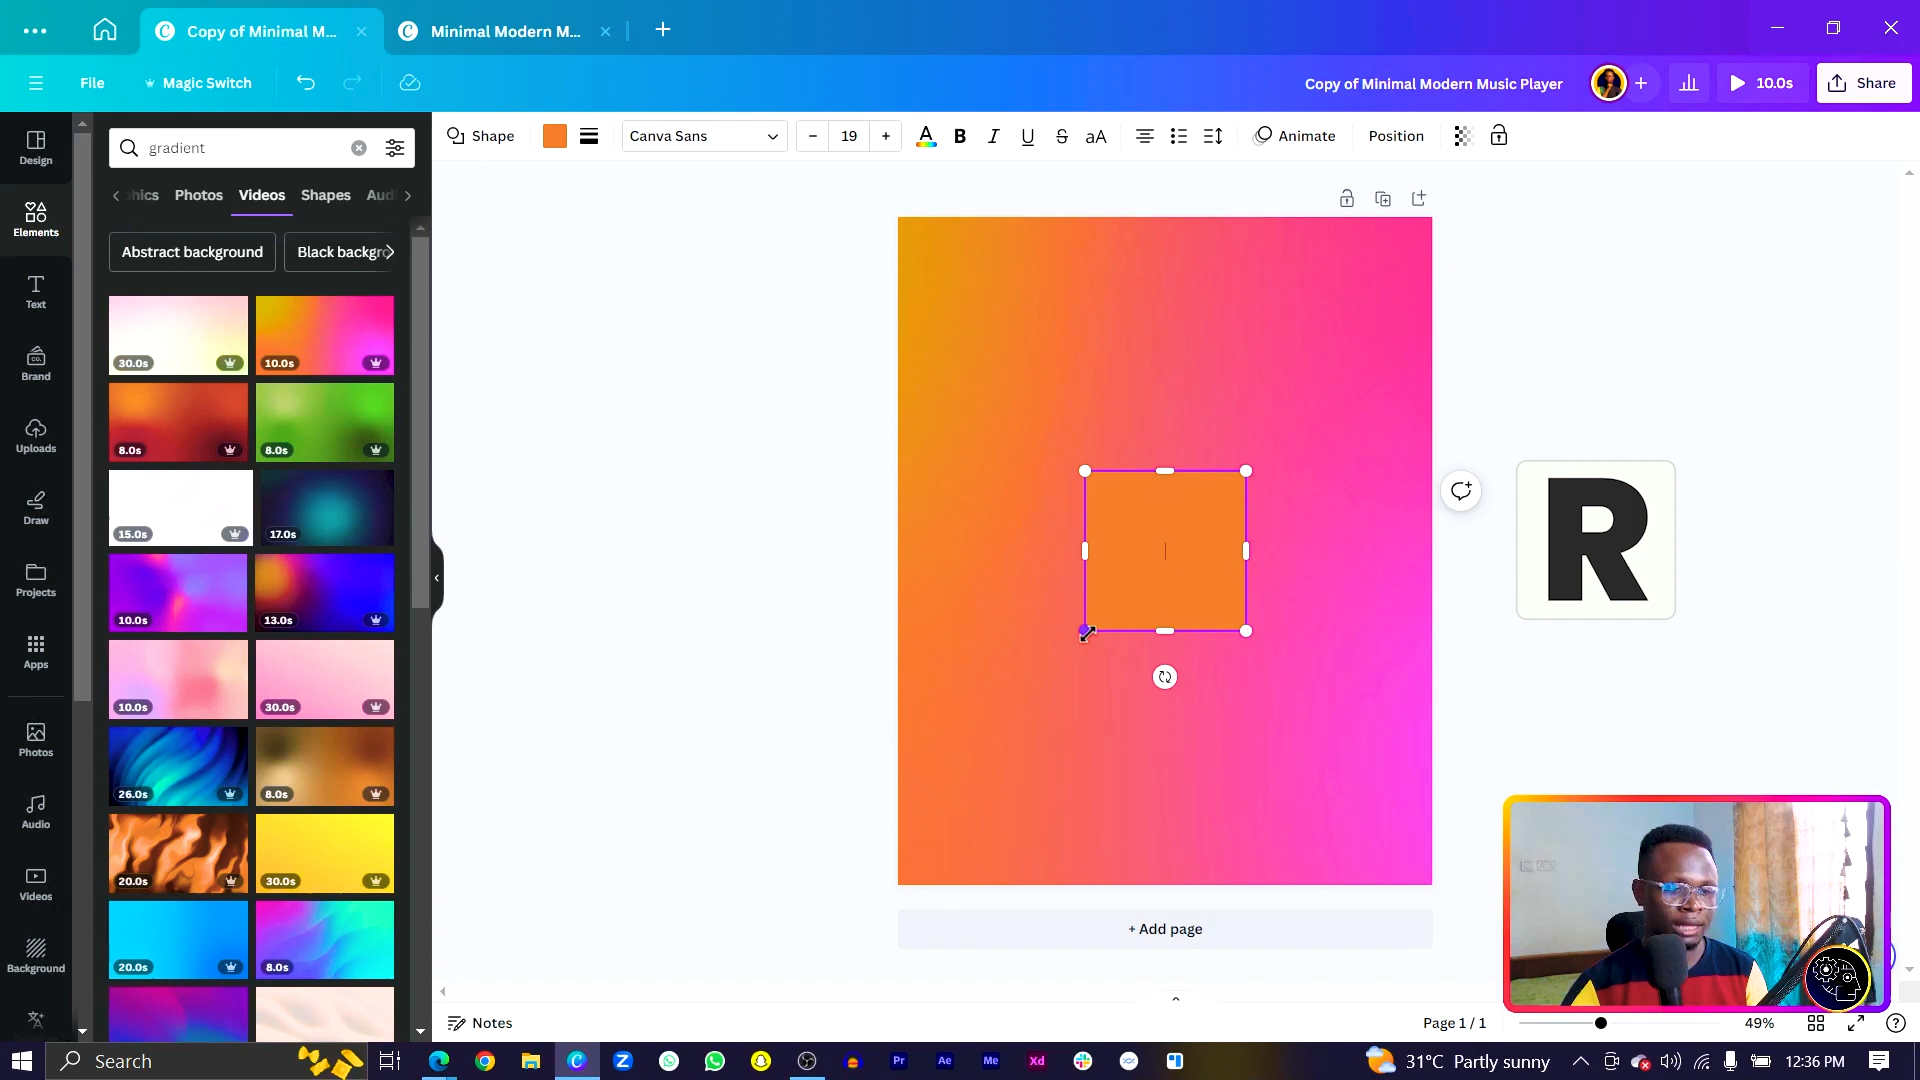 Copy of Minimal M...
Minimal Modern M...
File
Magic Switch
Copy of Minimal Modern Music Player
10.0s
Share
Design
Elements
Text
Brand
Uploads
Draw
Projects
Apps
Photos
Audio
Videos
Background
gradient
Photos
Videos
Shapes
Abstract background
30.0s
10.0s
8.0s
8.0s
15.0s
17.0s
10.0s
13.0s
10.0s
30.0s
26.0s
8.0s
20.0s
30.0s
20.0s
8.0s
Shape
Canva Sans
19
Animate
Position
R
+ Add page
Notes
Page 1 / 1
49%
Search
Pr
Ae
Me
Xd
31°C Partly sunny
12:36 PM